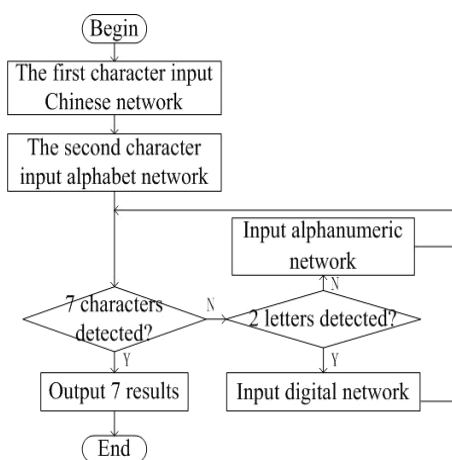 Begin
The first character input
Chinese network
The second character
input alphabet network
Input alphanumeric
network
N
7 characters
detected?
N
2 letters detected?
Y
Y
Output 7 results
Input digital network
End